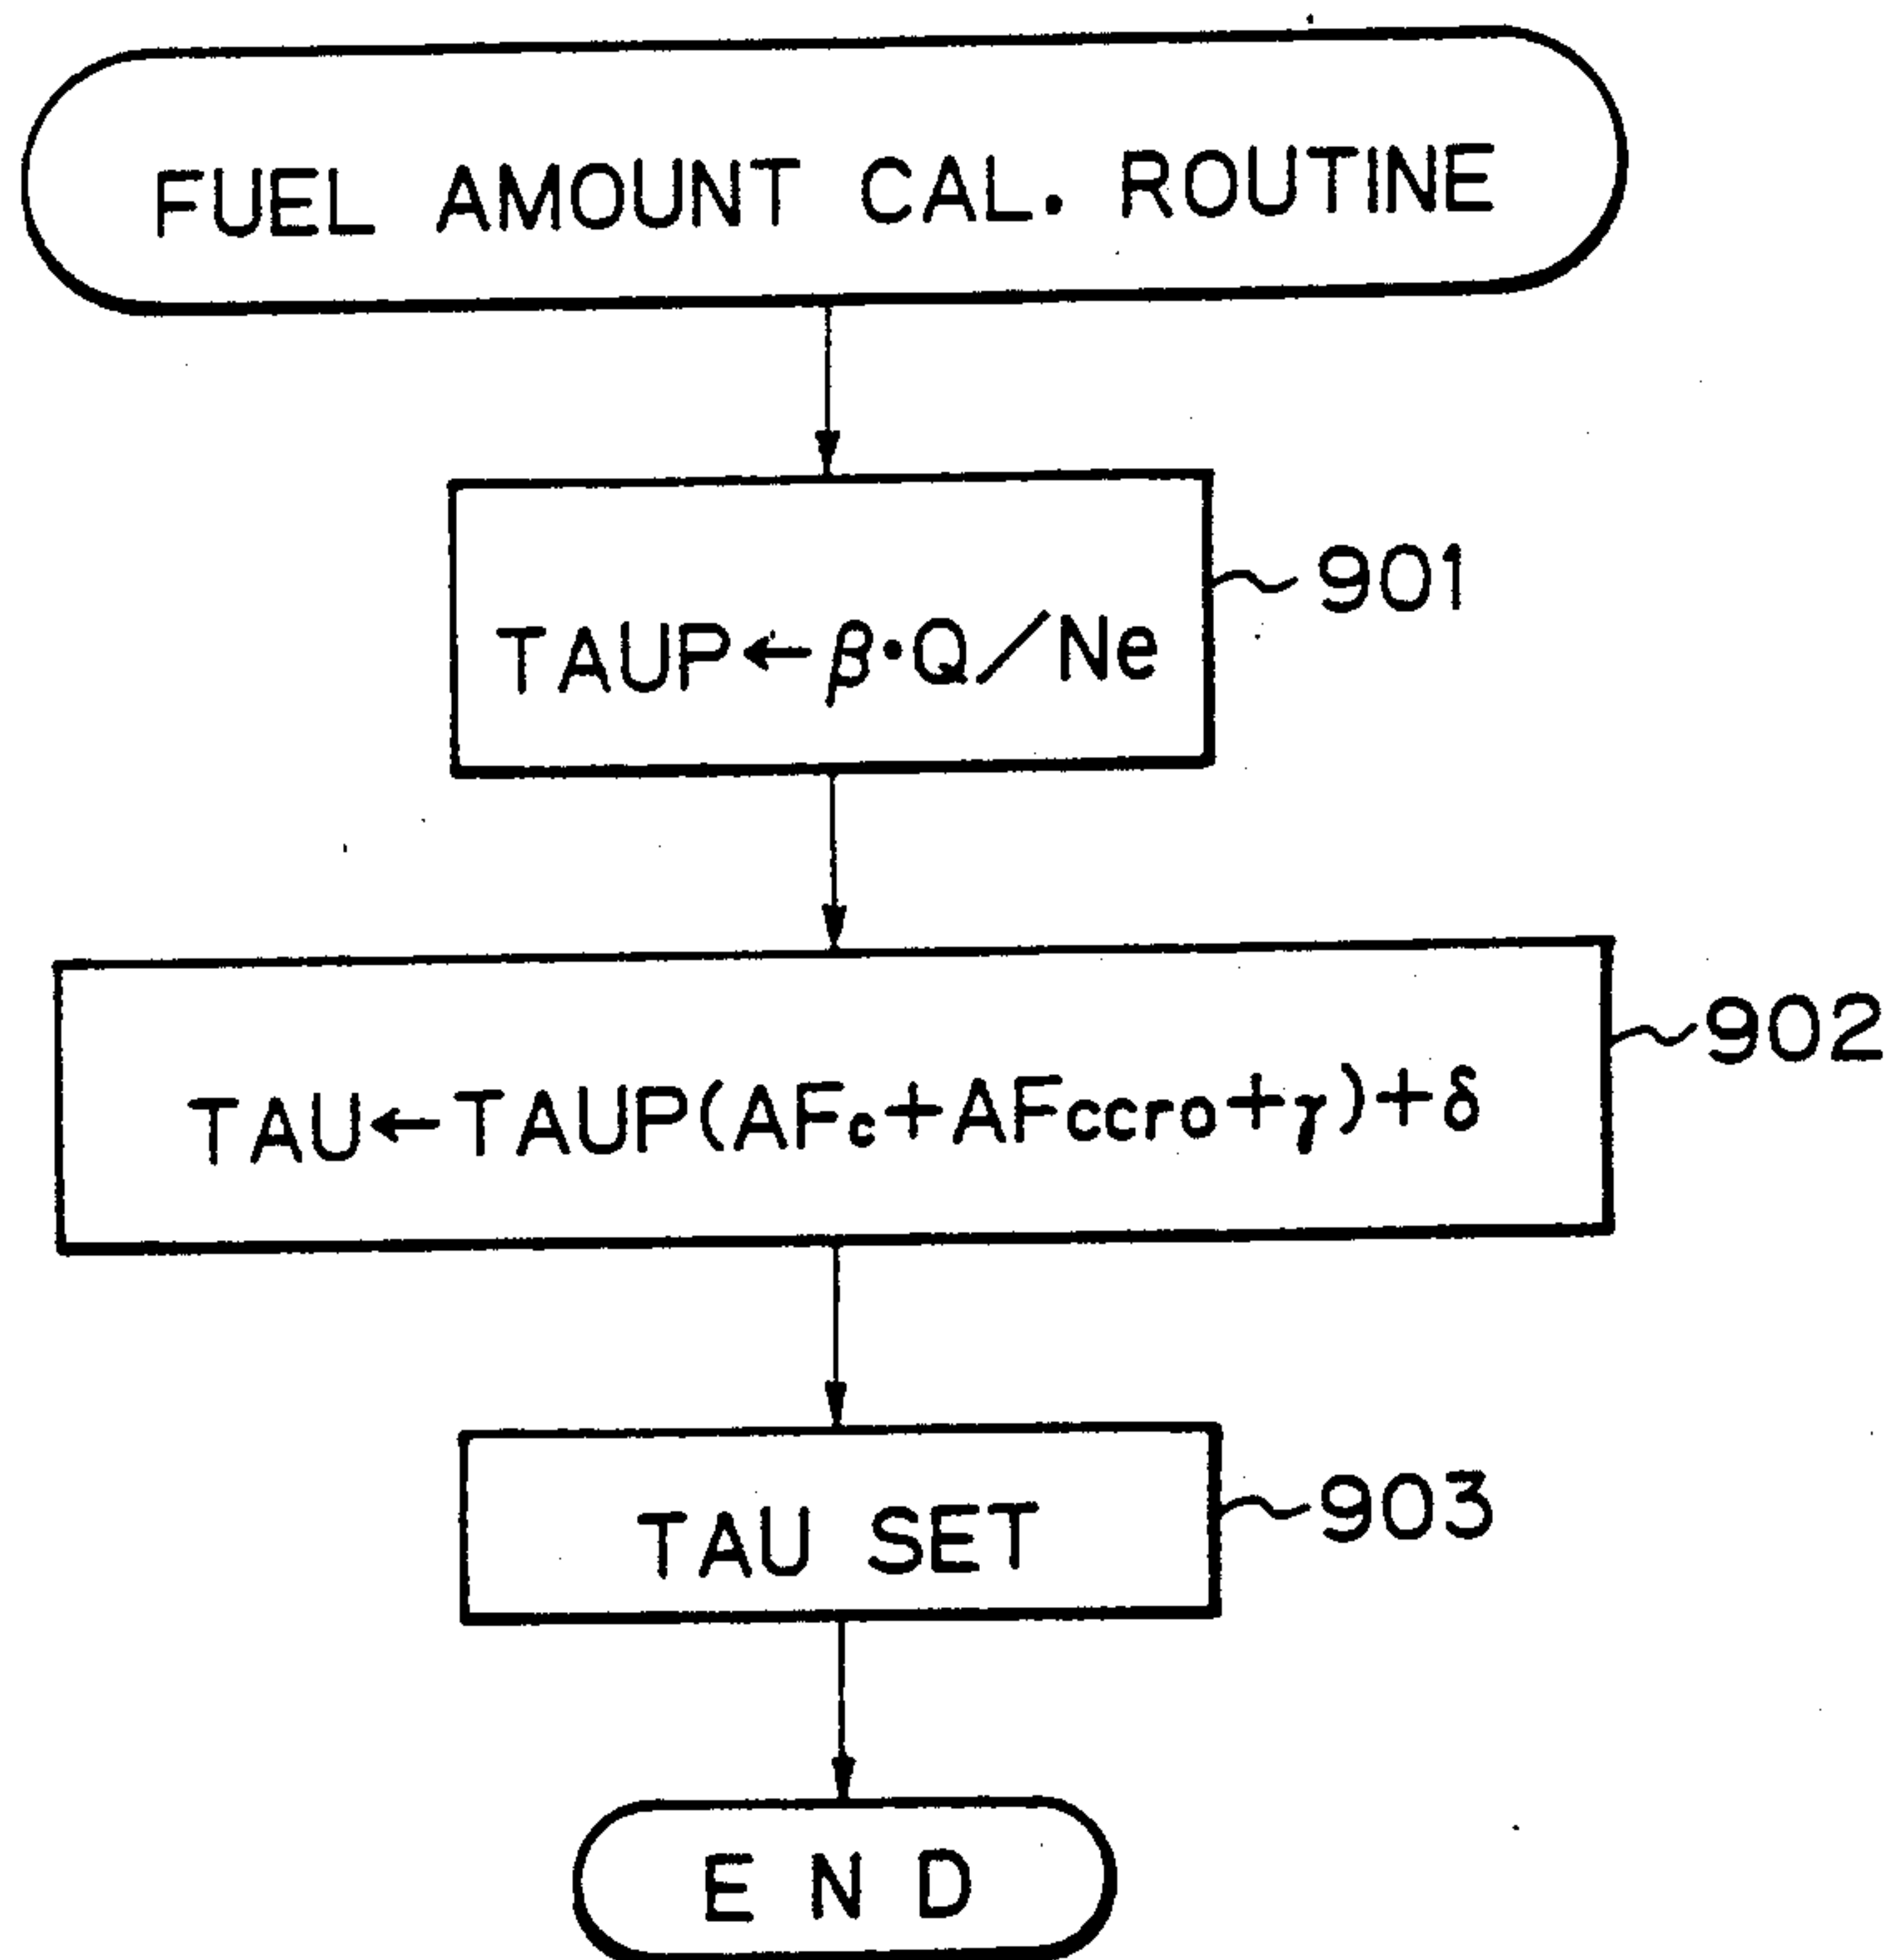 FUEL AMOUNT CAL. ROUTINE
TAUP←β•Q/Ne
901
TAU←TAUP(AFc+AFccro+γ)+δ
902
TAU SET
903
END